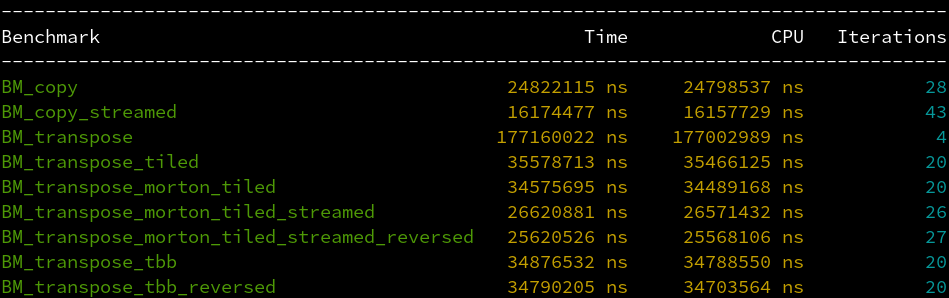 --------------------------------------------------------------------------------------
Benchmark                                            Time             CPU   Iterations
--------------------------------------------------------------------------------------
BM_copy                                       24822115 ns     24798537 ns           28
BM_copy_streamed                              16174477 ns     16157729 ns           43
BM_transpose                                 177160022 ns    177002989 ns            4
BM_transpose_tiled                            35578713 ns     35466125 ns           20
BM_transpose_morton_tiled                     34575695 ns     34489168 ns           20
BM_transpose_morton_tiled_streamed            26620881 ns     26571432 ns           26
BM_transpose_morton_tiled_streamed_reversed   25620526 ns     25568106 ns           27
BM_transpose_tbb                              34876532 ns     34788550 ns           20
BM_transpose_tbb_reversed                     34790205 ns     34703564 ns           20